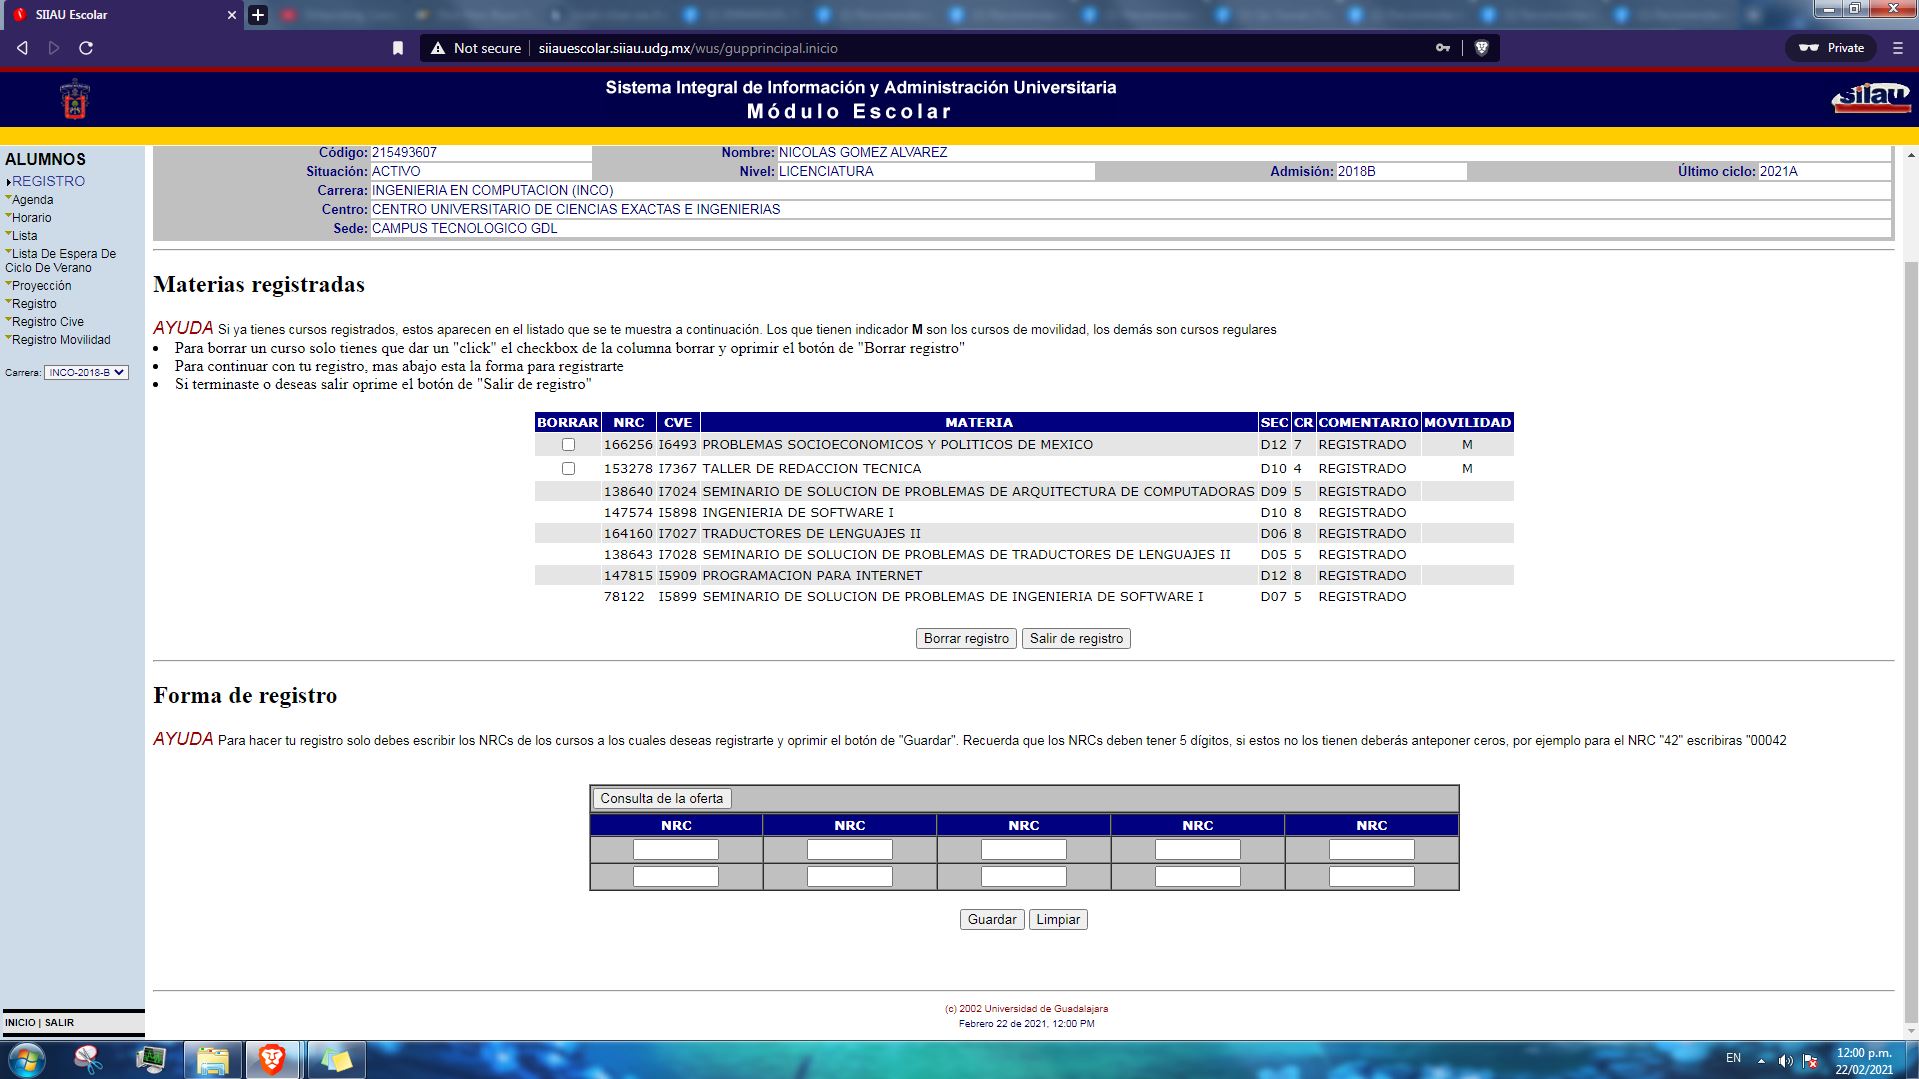 SIIAU Escolar
Not secure siiauescolar.siiau.udg.mx/wus/gupprincipal.inicio
Private
Sistema Integral de Información y Administración Universitaria
Módulo Escolar
siiau
ALUMNOS
REGISTRO
Agenda
Horario
Lista
Lista De Espera De
Ciclo De Verano
Proyección
Registro
Registro Cive
Registro Movilidad
Carrera: INCO-2018-B
INICIO | SALIR
Código: 215493607 Nombre: NICOLAS GOMEZ ALVAREZ
Situación: ACTIVO Nivel: LICENCIATURA Admisión: 2018B Último ciclo: 2021A
Carrera: INGENIERIA EN COMPUTACION (INCO)
Centro: CENTRO UNIVERSITARIO DE CIENCIAS EXACTAS E INGENIERIAS
Sede: CAMPUS TECNOLOGICO GDL
Materias registradas
AYUDA Si ya tienes cursos registrados, estos aparecen en el listado que se te muestra a continuación. Los que tienen indicador M son los cursos de movilidad, los demás son cursos regulares
• Para borrar un curso solo tienes que dar un "click" el checkbox de la columna borrar y oprimir el botón de "Borrar registro"
• Para continuar con tu registro, mas abajo esta la forma para registrarte
• Si terminaste o deseas salir oprime el botón de "Salir de registro"
BORRAR NRC CVE MATERIA SEC CR COMENTARIO MOVILIDAD
166256 I6493 PROBLEMAS SOCIOECONOMICOS Y POLITICOS DE MEXICO D12 7 REGISTRADO M
153278 I7367 TALLER DE REDACCION TECNICA D10 4 REGISTRADO M
138640 I7024 SEMINARIO DE SOLUCION DE PROBLEMAS DE ARQUITECTURA DE COMPUTADORAS D09 5 REGISTRADO
147574 I5898 INGENIERIA DE SOFTWARE I D10 8 REGISTRADO
164160 I7027 TRADUCTORES DE LENGUAJES II D06 8 REGISTRADO
138643 I7028 SEMINARIO DE SOLUCION DE PROBLEMAS DE TRADUCTORES DE LENGUAJES II D05 5 REGISTRADO
147815 I5909 PROGRAMACION PARA INTERNET D12 8 REGISTRADO
78122 I5899 SEMINARIO DE SOLUCION DE PROBLEMAS DE INGENIERIA DE SOFTWARE I D07 5 REGISTRADO
Borrar registro Salir de registro
Forma de registro
AYUDA Para hacer tu registro solo debes escribir los NRCs de los cursos a los cuales deseas registrarte y oprimir el botón de "Guardar". Recuerda que los NRCs deben tener 5 dígitos, si estos no los tienen deberás anteponer ceros, por ejemplo para el NRC "42" escribiras "00042
Consulta de la oferta
NRC NRC NRC NRC NRC
Guardar Limpiar
(c) 2002 Universidad de Guadalajara
Febrero 22 de 2021, 12:00 PM
EN
12:00 p.m.
22/02/2021